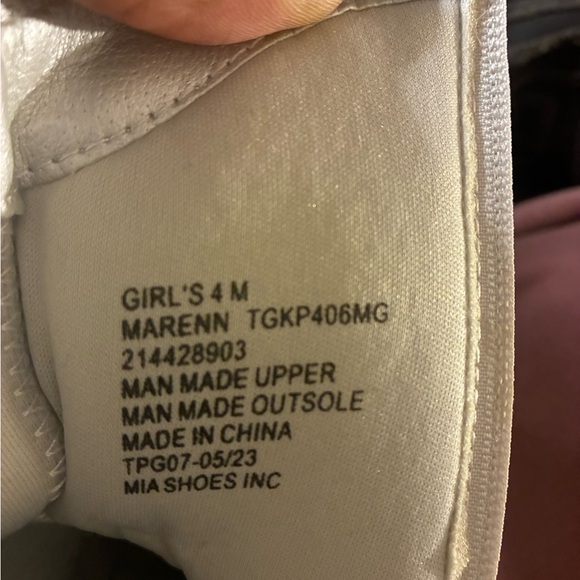 GIRL'S 4 M
MARENN TGKP406MG
214428903
MAN MADE UPPER
MAN MADE OUTSOLE
MADE IN CHINA
TPG07-05/23
MIA SHOES INC